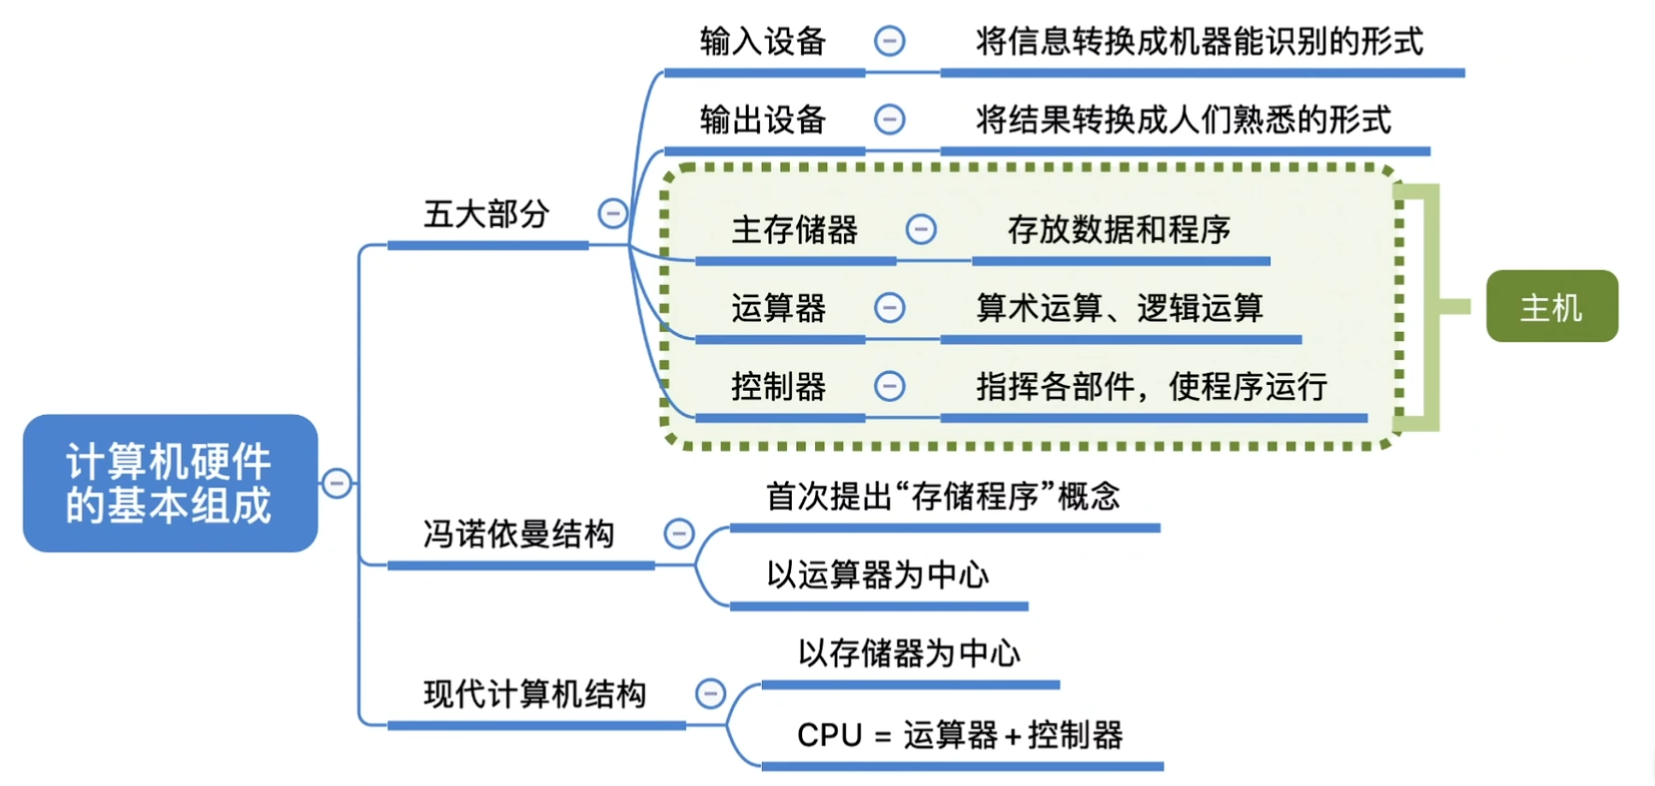 输入设备
将信息转换成机器能识别的形式
输出设备
将结果转换成人们熟悉的形式
五大部分
主存储器
存放数据和程序
运算器
算术运算、逻辑运算
主机
控制器
指挥各部件，使程序运行
计算机硬件
的基本组成
首次提出“存储程序”概念
冯诺依曼结构
以运算器为中心
以存储器为中心
现代计算机结构
CPU = 运算器+控制器